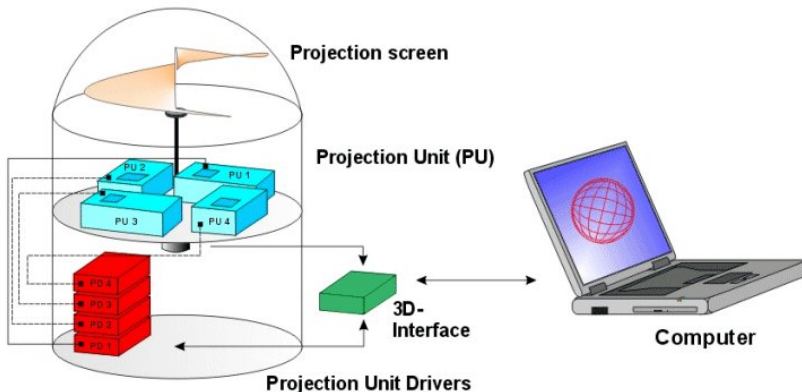 Projection screen
Projection Unit (PU)
PU 2
PU 1
PU 3
PU 4
PD 4
PD 3
PD 2
PD 1
3D-
Interface
Computer
Projection Unit Drivers